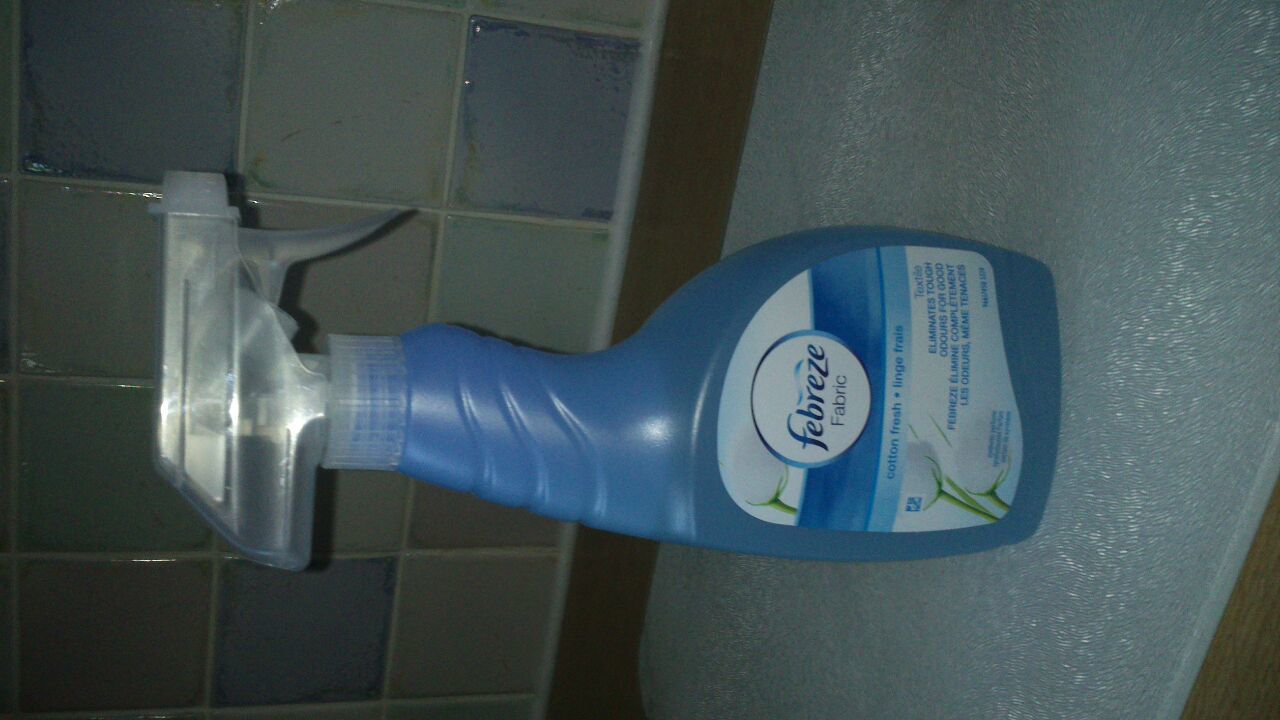 febreze
Fabric
cotton fresh • linge frais
Textile
ELIMINATES TOUGH
ODOURS FOR GOOD
FEBREZE ÉLIMINE COMPLÈTEMENT
LES ODEURS, MÊME TENACES